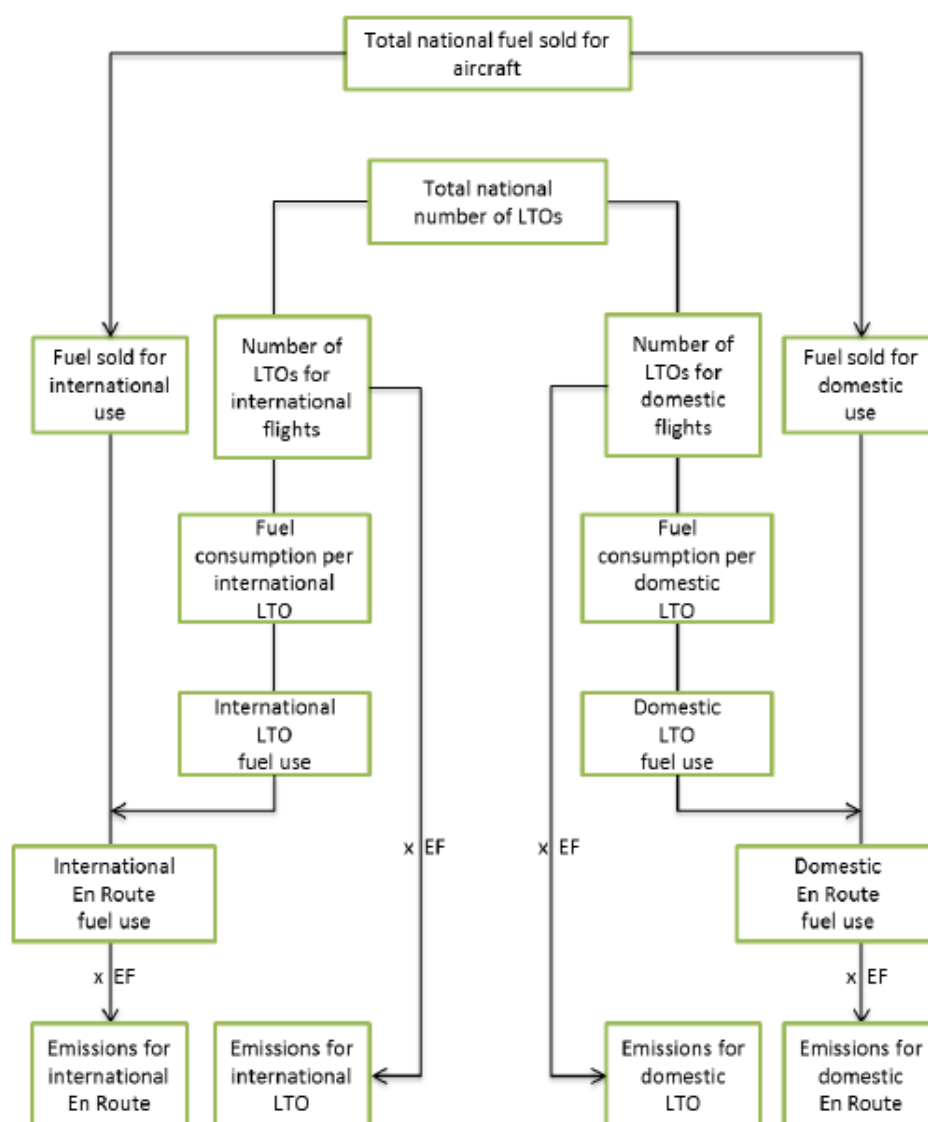 Total national fuel sold for
aircraft
Total national
number of LTOs
Fuel sold for
international
use
Number of
LTOs for
international
flights
Number of
LTOs for
domestic
flights
Fuel sold for
domestic
use
Fuel
consumption per
international
LTO
Fuel
consumption per
domestic
LTO
International
LTO
fuel use
Domestic
LTO
fuel use
x EF
x EF
International
En Route
fuel use
Domestic
En Route
fuel use
x EF
x EF
Emissions for
international
En Route
Emissions for
international
LTO
Emissions for
domestic
LTO
Emissions for
domestic
En Route